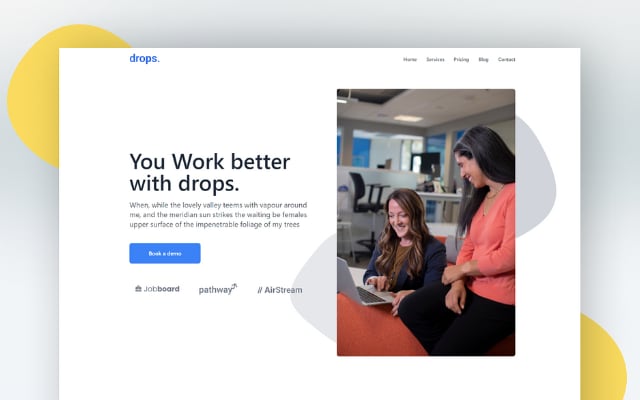 drops.
Home Services Pricing Blog Contact
You Work better
with drops.
When, while the lovely valley teems with vapour around
me, and the meridian sun strikes the waiting be females
upper surface of the impenetrable foliage of my trees
Book a demo
Jobboard pathway // AirStream